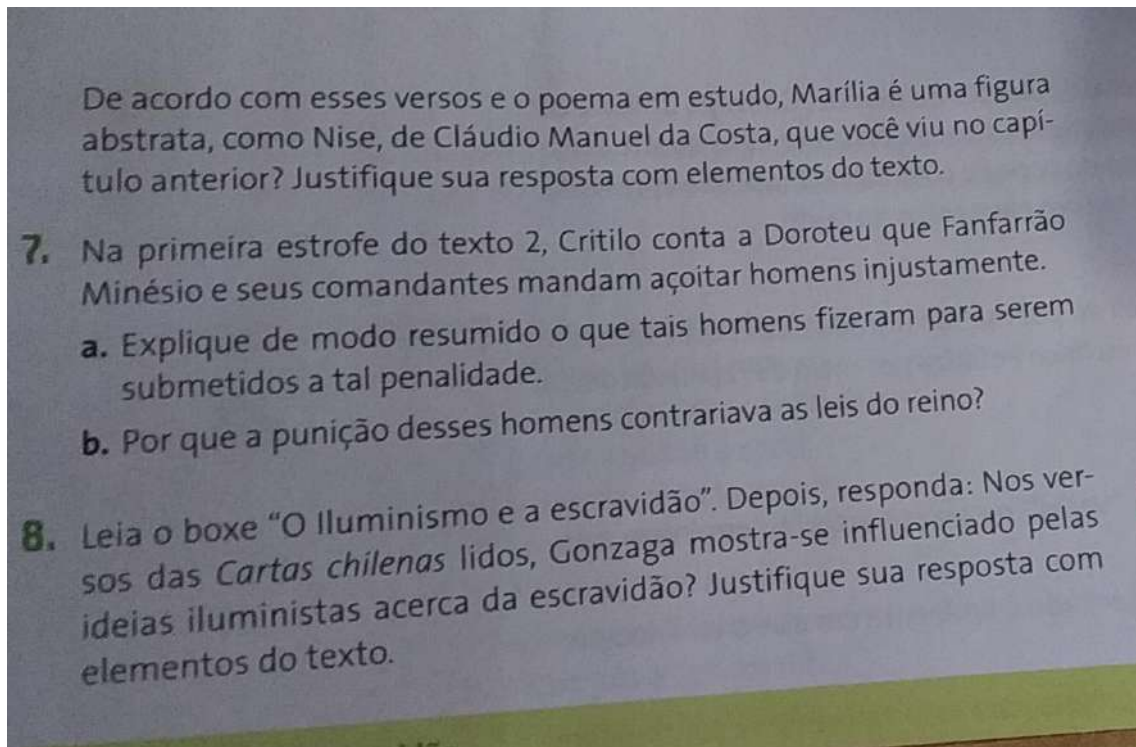 De acordo com esses versos e o poema em estudo, Marília é uma figura
abstrata, como Nise, de Cláudio Manuel da Costa, que você viu no capí-
tulo anterior? Justifique sua resposta com elementos do texto.
7. Na primeira estrofe do texto 2, Critilo conta a Doroteu que Fanfarrão
Minésio e seus comandantes mandam açoitar homens injustamente.
a. Explique de modo resumido o que tais homens fizeram para serem
submetidos a tal penalidade.
b. Por que a punição desses homens contrariava as leis do reino?
8. Leia o boxe “O Iluminismo e a escravidão”. Depois, responda: Nos ver-
sos das Cartas chilenas lidos, Gonzaga mostra-se influenciado pelas
ideias iluministas acerca da escravidão? Justifique sua resposta com
elementos do texto.